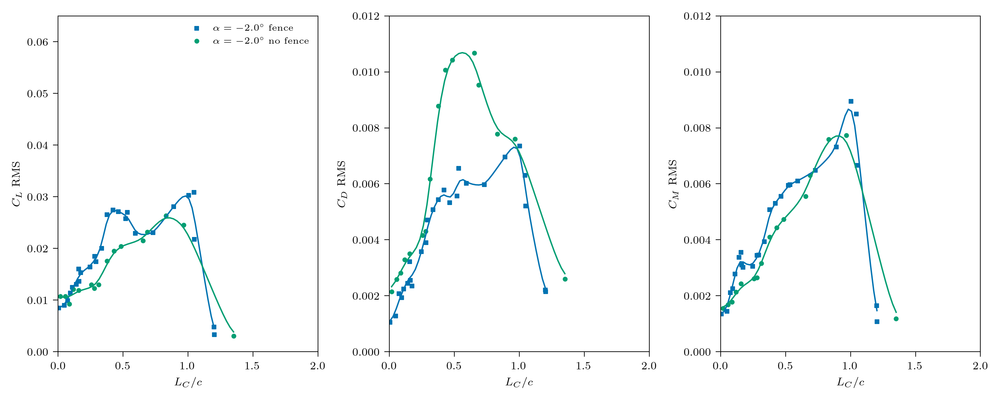 α = −2.0° fence
α = −2.0° no fence
0.06
0.05
0.04
0.03
0.02
0.01
0.00
C_L RMS
0.0 0.5 1.0 1.5 2.0
L_C/c
0.012
0.010
0.008
0.006
0.004
0.002
0.000
C_D RMS
0.0 0.5 1.0 1.5 2.0
L_C/c
0.012
0.010
0.008
0.006
0.004
0.002
0.000
C_M RMS
0.0 0.5 1.0 1.5 2.0
L_C/c